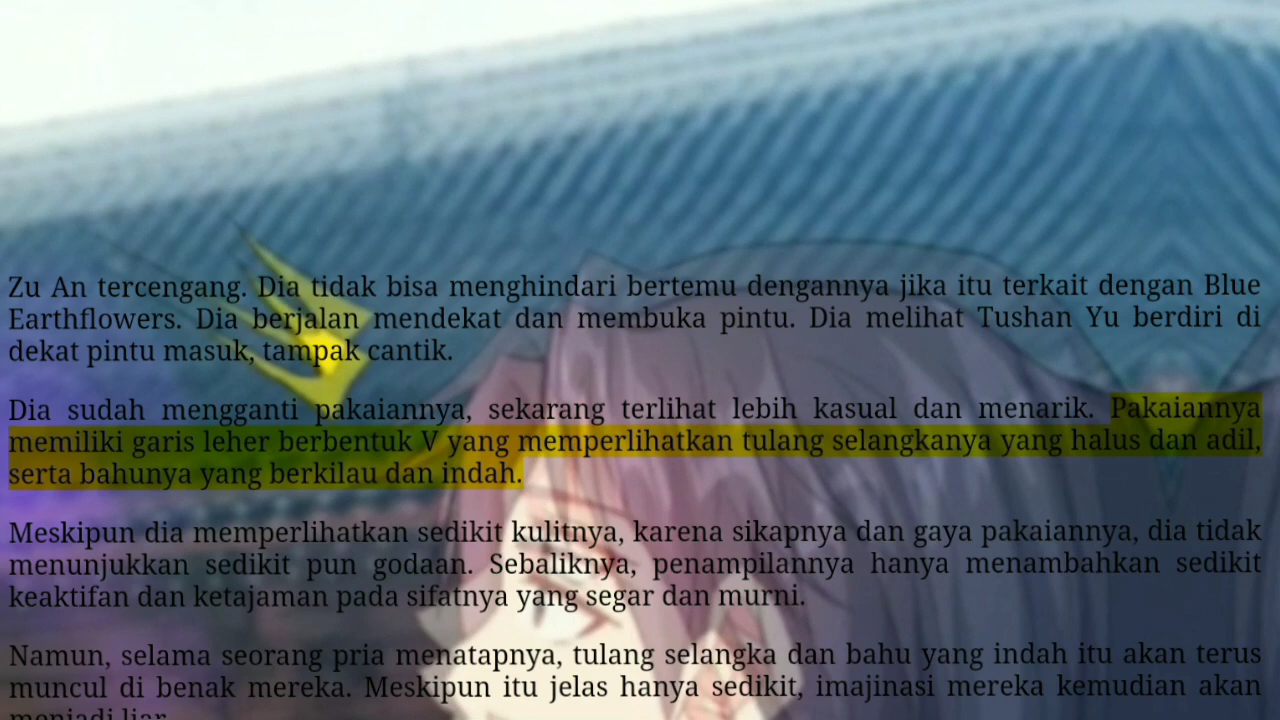 Zu An tercengang. Dia tidak bisa menghindari bertemu dengannya jika itu terkait dengan Blue
Earthflowers. Dia berjalan mendekat dan membuka pintu. Dia melihat Tushan Yu berdiri di
dekat pintu masuk, tampak cantik.
Dia sudah mengganti pakaiannya, sekarang terlihat lebih kasual dan menarik. Pakaiannya
memiliki garis leher berbentuk V yang memperlihatkan tulang selangkanya yang halus dan adil,
serta bahunya yang berkilau dan indah.
Meskipun dia memperlihatkan sedikit kulitnya, karena sikapnya dan gaya pakaiannya, dia tidak
menunjukkan sedikit pun godaan. Sebaliknya, penampilannya hanya menambahkan sedikit
keaktifan dan ketajaman pada sifatnya yang segar dan murni.
Namun, selama seorang pria menatapnya, tulang selangka dan bahu yang indah itu akan terus
muncul di benak mereka. Meskipun itu jelas hanya sedikit, imajinasi mereka kemudian akan
menjadi liar.